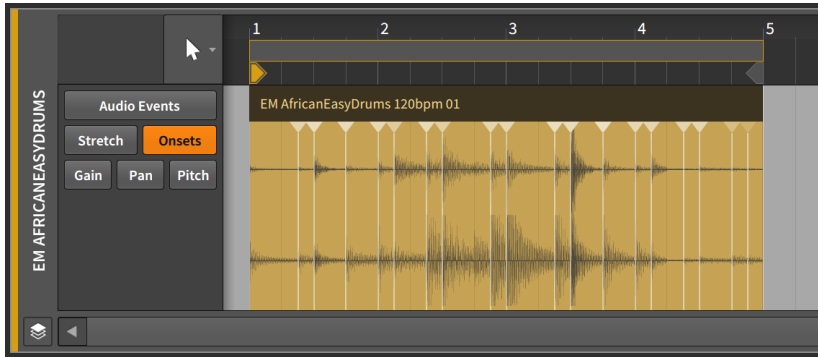 1 2 3 4 5
EM AFRICANEASYDRUMS
Audio Events
EM AfricanEasyDrums 120bpm 01
Stretch Onsets
Gain Pan Pitch